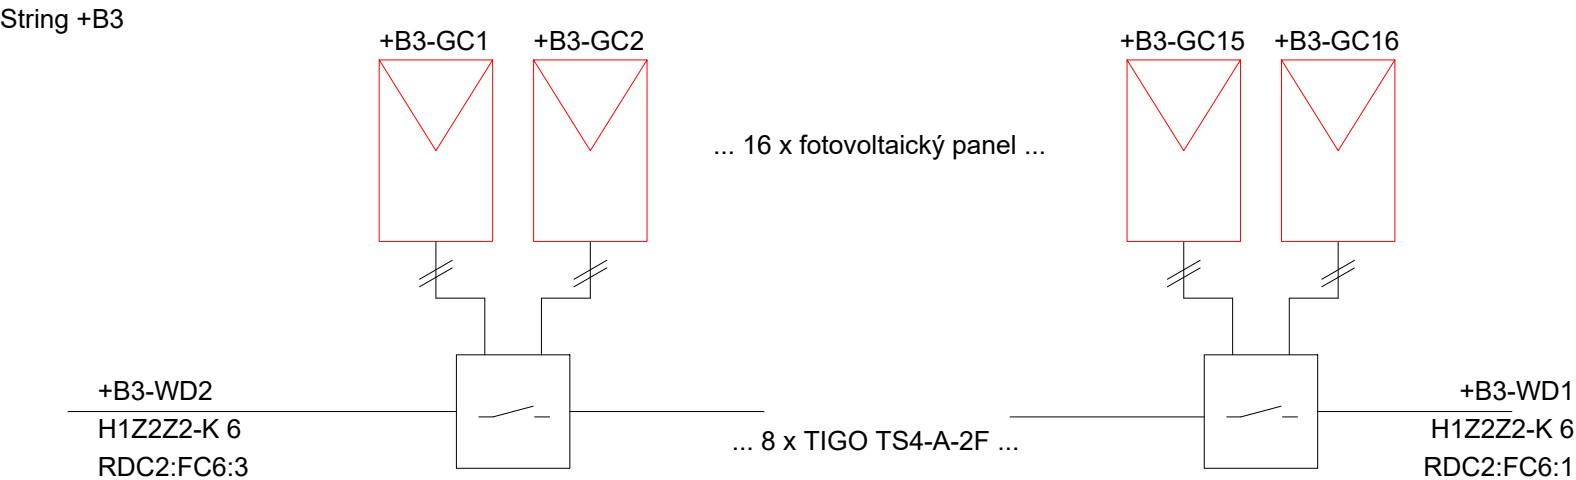 String +B3
+B3-GC1
+B3-GC2
+B3-GC15
+B3-GC16
... 16 x fotovoltaický panel ...
+B3-WD2
H1Z2Z2-K 6
RDC2:FC6:3
... 8 x TIGO TS4-A-2F ...
+B3-WD1
H1Z2Z2-K 6
RDC2:FC6:1